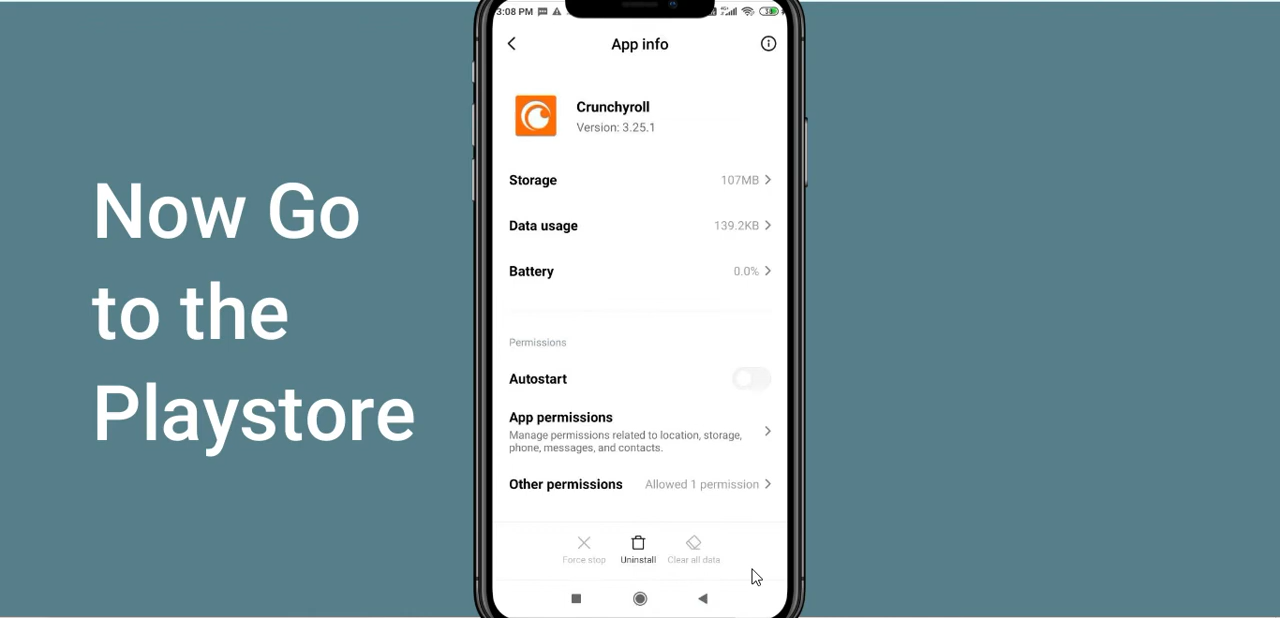 Now Go
to the
Playstore
3:08 PM
App info
Crunchyroll
Version: 3.25.1
Storage 107MB
Data usage 139.2KB
Battery 0.0%
Permissions
Autostart
App permissions
Manage permissions related to location, storage,
phone, messages, and contacts.
Other permissions Allowed 1 permission
Force stop Uninstall Clear all data